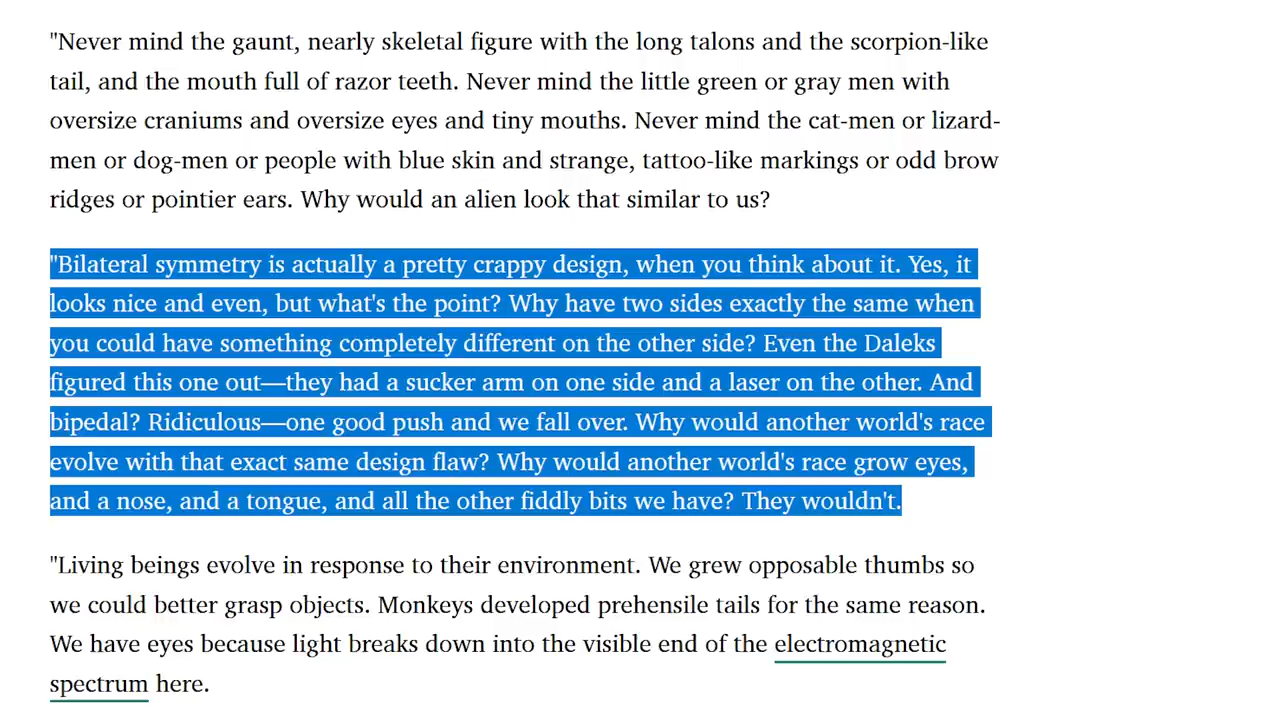 "Never mind the gaunt, nearly skeletal figure with the long talons and the scorpion-like
tail, and the mouth full of razor teeth. Never mind the little green or gray men with
oversize craniums and oversize eyes and tiny mouths. Never mind the cat-men or lizard-
men or dog-men or people with blue skin and strange, tattoo-like markings or odd brow
ridges or pointier ears. Why would an alien look that similar to us?
"Bilateral symmetry is actually a pretty crappy design, when you think about it. Yes, it
looks nice and even, but what's the point? Why have two sides exactly the same when
you could have something completely different on the other side? Even the Daleks
figured this one out—they had a sucker arm on one side and a laser on the other. And
bipedal? Ridiculous—one good push and we fall over. Why would another world's race
evolve with that exact same design flaw? Why would another world's race grow eyes,
and a nose, and a tongue, and all the other fiddly bits we have? They wouldn't.
"Living beings evolve in response to their environment. We grew opposable thumbs so
we could better grasp objects. Monkeys developed prehensile tails for the same reason.
We have eyes because light breaks down into the visible end of the electromagnetic
spectrum here.